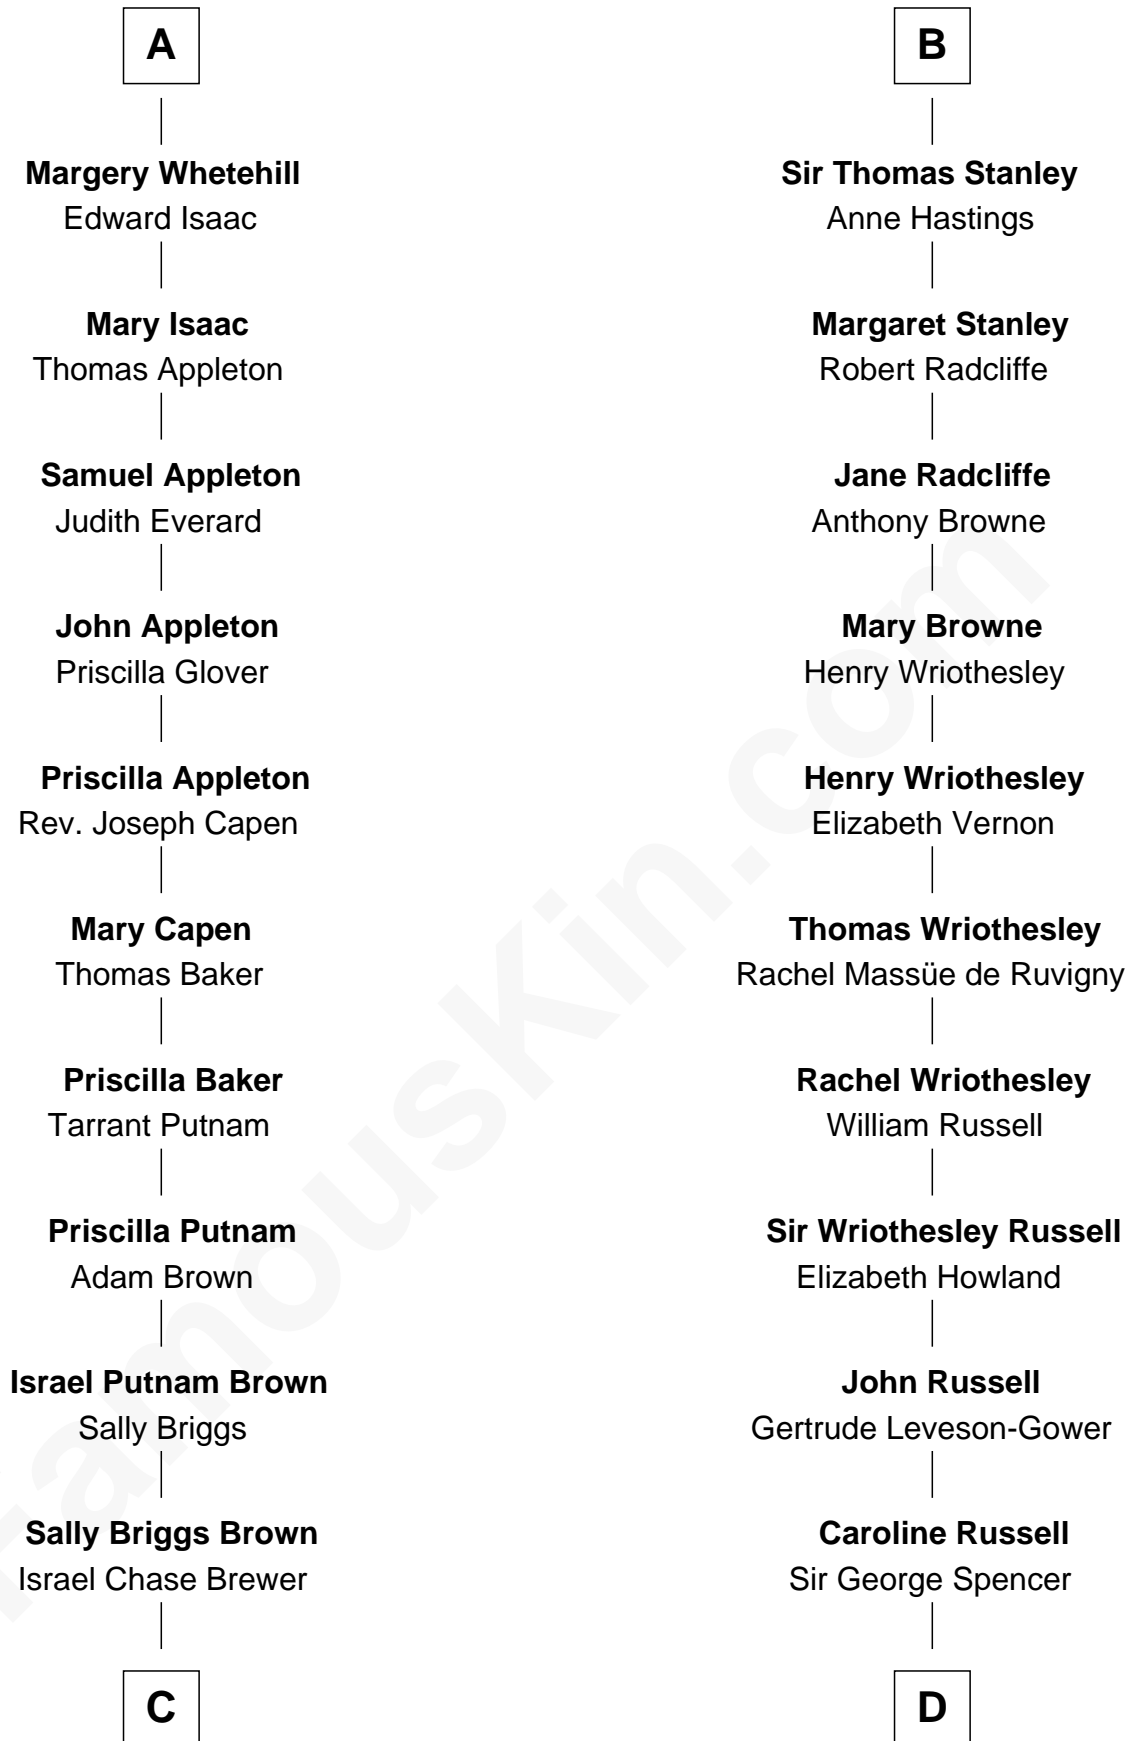 A
Margery Whetehill
Edward Isaac
Mary Isaac
Thomas Appleton
Samuel Appleton
Judith Everard
John Appleton
Priscilla Glover
Priscilla Appleton
Rev. Joseph Capen
Mary Capen
Thomas Baker
Priscilla Baker
Tarrant Putnam
Priscilla Putnam
Adam Brown
Israel Putnam Brown
Sally Briggs
Sally Briggs Brown
Israel Chase Brewer
C
B
Sir Thomas Stanley
Anne Hastings
Margaret Stanley
Robert Radcliffe
Jane Radcliffe
Anthony Browne
Mary Browne
Henry Wriothesley
Henry Wriothesley
Elizabeth Vernon
Thomas Wriothesley
Rachel Massüe de Ruvigny
Rachel Wriothesley
William Russell
Sir Wriothesley Russell
Elizabeth Howland
John Russell
Gertrude Leveson-Gower
Caroline Russell
Sir George Spencer
D
FamousKin.com